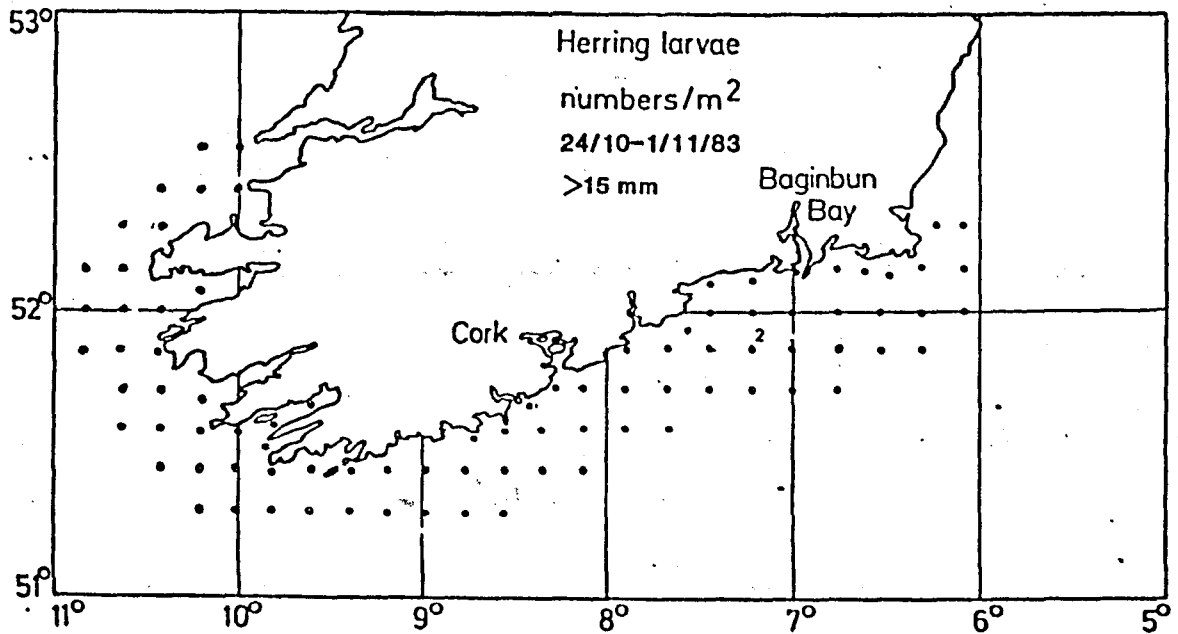 53°
Herring larvae
numbers/m²
24/10-1/11/83
>15 mm
Baginbun
Bay
52°
Cork
2
51°
11° 10° 9° 8° 7° 6° 5°